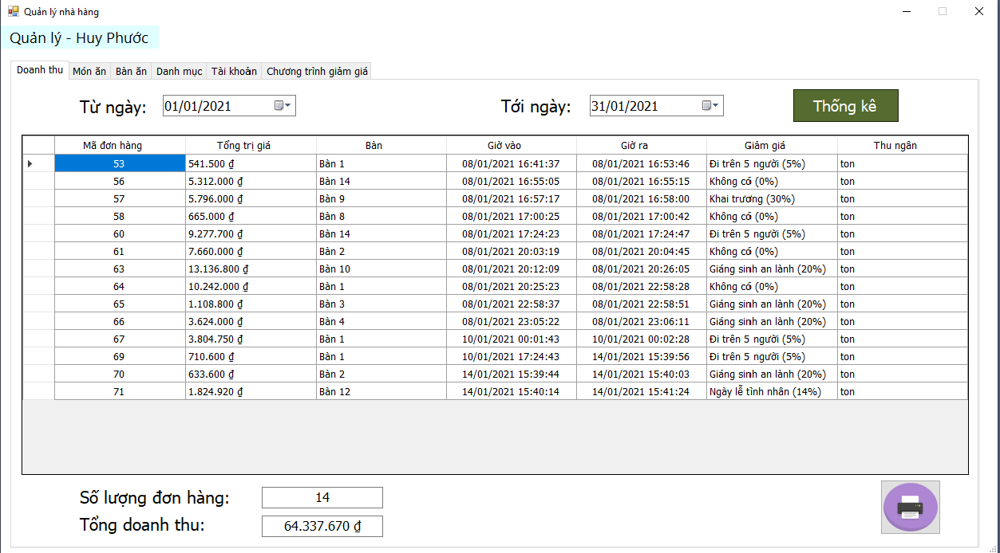 Quản lý nhà hàng
Quản lý - Huy Phước
Doanh thu Món ăn Bàn ăn Danh mục Tài khoản Chương trình giảm giá
Từ ngày: 01/01/2021 Tới ngày: 31/01/2021 Thống kê
Mã đơn hàng Tổng trị giá Bàn Giờ vào Giờ ra Giảm giá Thu ngân
53 541.500 ₫ Bàn 1 08/01/2021 16:41:37 08/01/2021 16:53:46 Đi trên 5 người (5%) ton
56 5.312.000 ₫ Bàn 14 08/01/2021 16:55:05 08/01/2021 16:55:15 Không có (0%) ton
57 5.796.000 ₫ Bàn 9 08/01/2021 16:57:17 08/01/2021 16:58:00 Khai trương (30%) ton
58 665.000 ₫ Bàn 8 08/01/2021 17:00:25 08/01/2021 17:00:42 Không có (0%) ton
60 9.277.700 ₫ Bàn 14 08/01/2021 17:24:23 08/01/2021 17:24:47 Đi trên 5 người (5%) ton
61 7.660.000 ₫ Bàn 2 08/01/2021 20:03:19 08/01/2021 20:04:45 Không có (0%) ton
63 13.136.800 ₫ Bàn 10 08/01/2021 20:12:09 08/01/2021 20:26:05 Giáng sinh an lành (20%) ton
64 10.242.000 ₫ Bàn 1 08/01/2021 20:25:23 08/01/2021 22:58:28 Không có (0%) ton
65 1.108.800 ₫ Bàn 3 08/01/2021 22:58:37 08/01/2021 22:58:51 Giáng sinh an lành (20%) ton
66 3.624.000 ₫ Bàn 4 08/01/2021 23:05:22 08/01/2021 23:06:11 Giáng sinh an lành (20%) ton
67 3.804.750 ₫ Bàn 1 10/01/2021 00:01:43 10/01/2021 00:02:28 Đi trên 5 người (5%) ton
69 710.600 ₫ Bàn 1 10/01/2021 17:24:43 14/01/2021 15:39:56 Đi trên 5 người (5%) ton
70 633.600 ₫ Bàn 2 14/01/2021 15:39:44 14/01/2021 15:40:03 Giáng sinh an lành (20%) ton
71 1.824.920 ₫ Bàn 12 14/01/2021 15:40:14 14/01/2021 15:41:24 Ngày lễ tình nhân (14%) ton
Số lượng đơn hàng: 14
Tổng doanh thu: 64.337.670 ₫